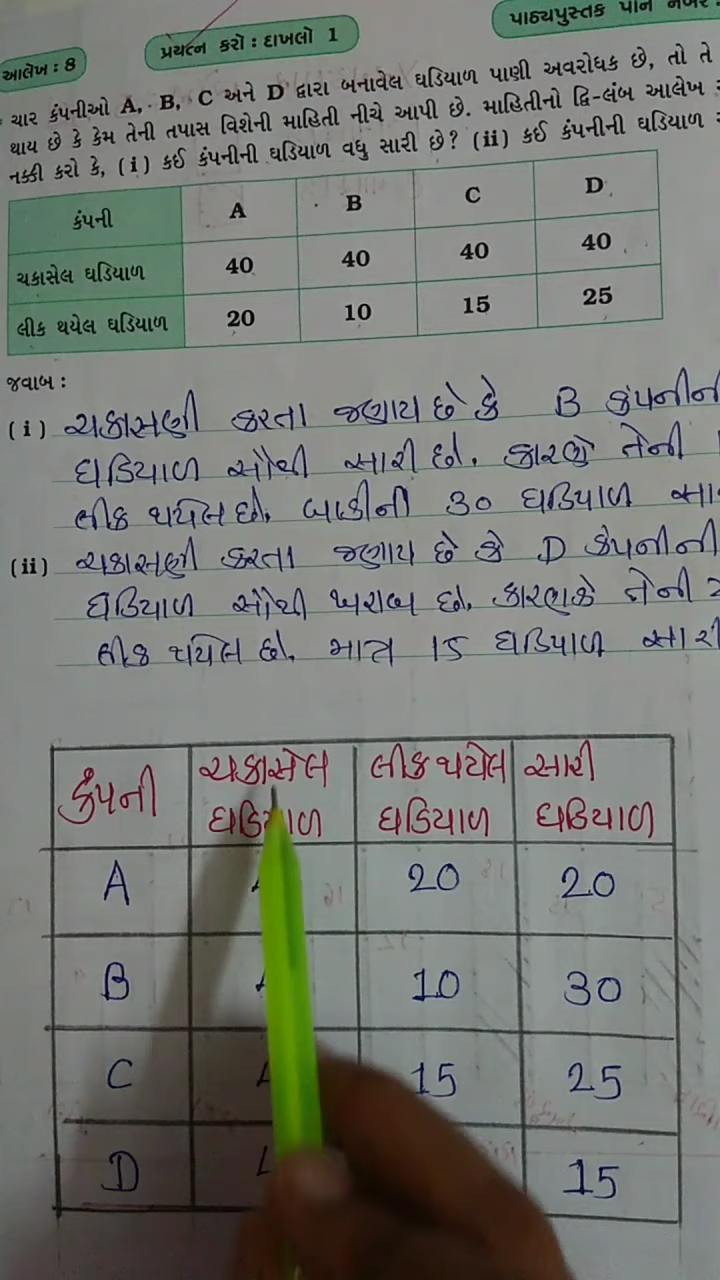 પાઠ્યપુસ્તક પાન નંબર
આલેખ : 8
પ્રયત્ન કરો : દાખલો 1
ચાર કંપનીઓ A, B, C અને D દ્વારા બનાવેલ ઘડિયાળ પાણી અવરોધક છે, તો તે
થાય છે કે કેમ તેની તપાસ વિશેની માહિતી નીચે આપી છે. માહિતીનો દ્વિ-લંબ આલેખ
નક્કી કરો કે, (i) કઈ કંપનીની ઘડિયાળ વધુ સારી છે? (ii) કઈ કંપનીની ઘડિયાળ
કંપની A B C D
ચકાસેલ ઘડિયાળ 40 40 40 40
લીક થયેલ ઘડિયાળ 20 10 15 25
જવાબ :
(i) ચકાસણી કરતા જણાય છે કે B કંપનીની
ઘડિયાળ સૌથી સારી છે. કારણકે તેની
લીક થયેલ છે. બાકીની 30 ઘડિયાળ
(ii) ચકાસણી કરતા જણાય છે કે D કંપનીની
ઘડિયાળ સૌથી ખરાબ છે. કારણકે તેની
લીક થયેલ છે. માત્ર 15 ઘડિયાળ સારી
કંપની ચકાસેલ ઘડિયાળ લીક થયેલ ઘડિયાળ સારી ઘડિયાળ
A 20 20
B 10 30
C 15 25
D 15